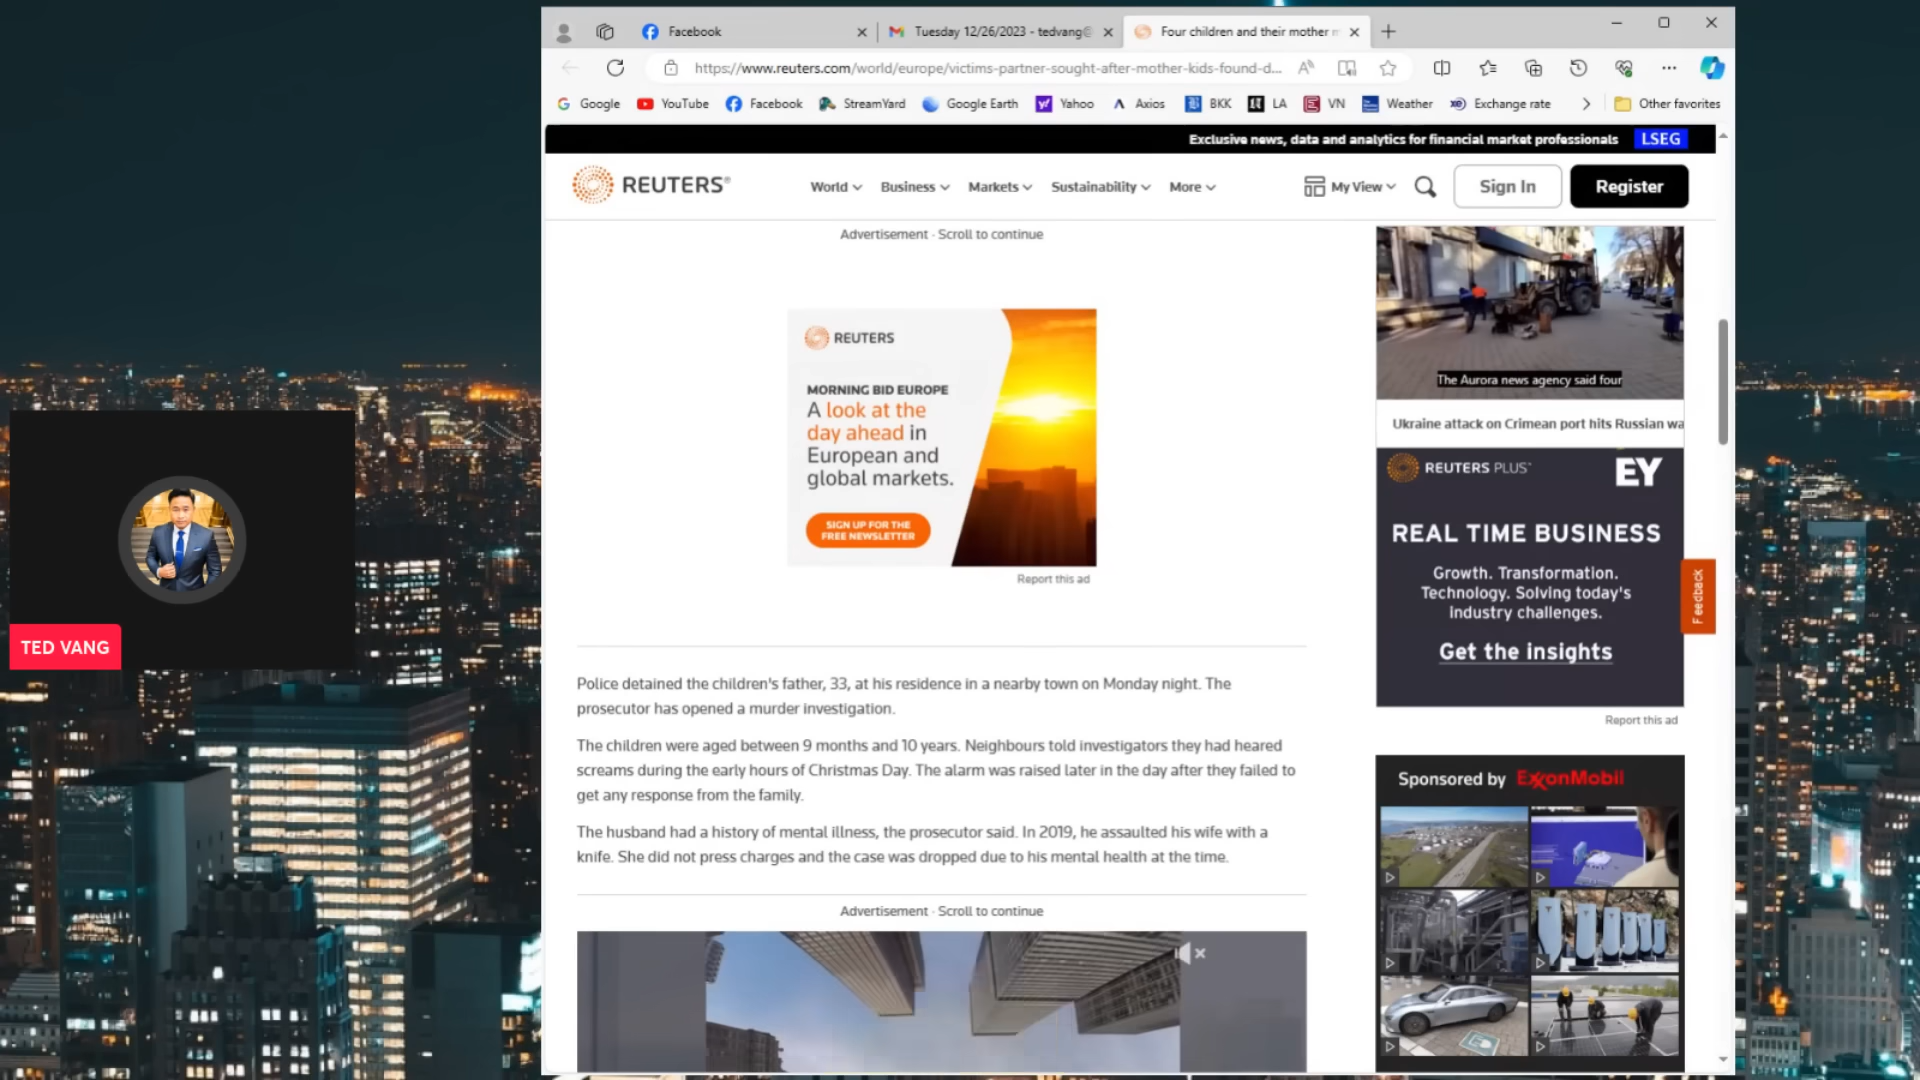 Facebook
Tuesday 12/26/2023 - tedvang@
Four children and their mother m
https://www.reuters.com/world/europe/victims-partner-sought-after-mother-kids-found-d...
Google
YouTube
Facebook
StreamYard
Google Earth
Yahoo
Axios
BKK
LA
VN
Weather
Exchange rate
Other favorites
Exclusive news, data and analytics for financial market professionals
LSEG
REUTERS®
World
Business
Markets
Sustainability
More
My View
Sign In
Register
Advertisement · Scroll to continue
REUTERS
MORNING BID EUROPE
A look at the
day ahead in
European and
global markets.
SIGN UP FOR THE
FREE NEWSLETTER
Report this ad
Police detained the children's father, 33, at his residence in a nearby town on Monday night. The
prosecutor has opened a murder investigation.
The children were aged between 9 months and 10 years. Neighbours told investigators they had heard
screams during the early hours of Christmas Day. The alarm was raised later in the day after they failed to
get any response from the family.
The husband had a history of mental illness, the prosecutor said. In 2019, he assaulted his wife with a
knife. She did not press charges and the case was dropped due to his mental health at the time.
Advertisement · Scroll to continue
The Aurora news agency said four
Ukraine attack on Crimean port hits Russian wa
REUTERS PLUS
EY
REAL TIME BUSINESS
Growth. Transformation.
Technology. Solving today's
industry challenges.
Get the insights
Report this ad
Feedback
Sponsored by ExxonMobil
TED VANG